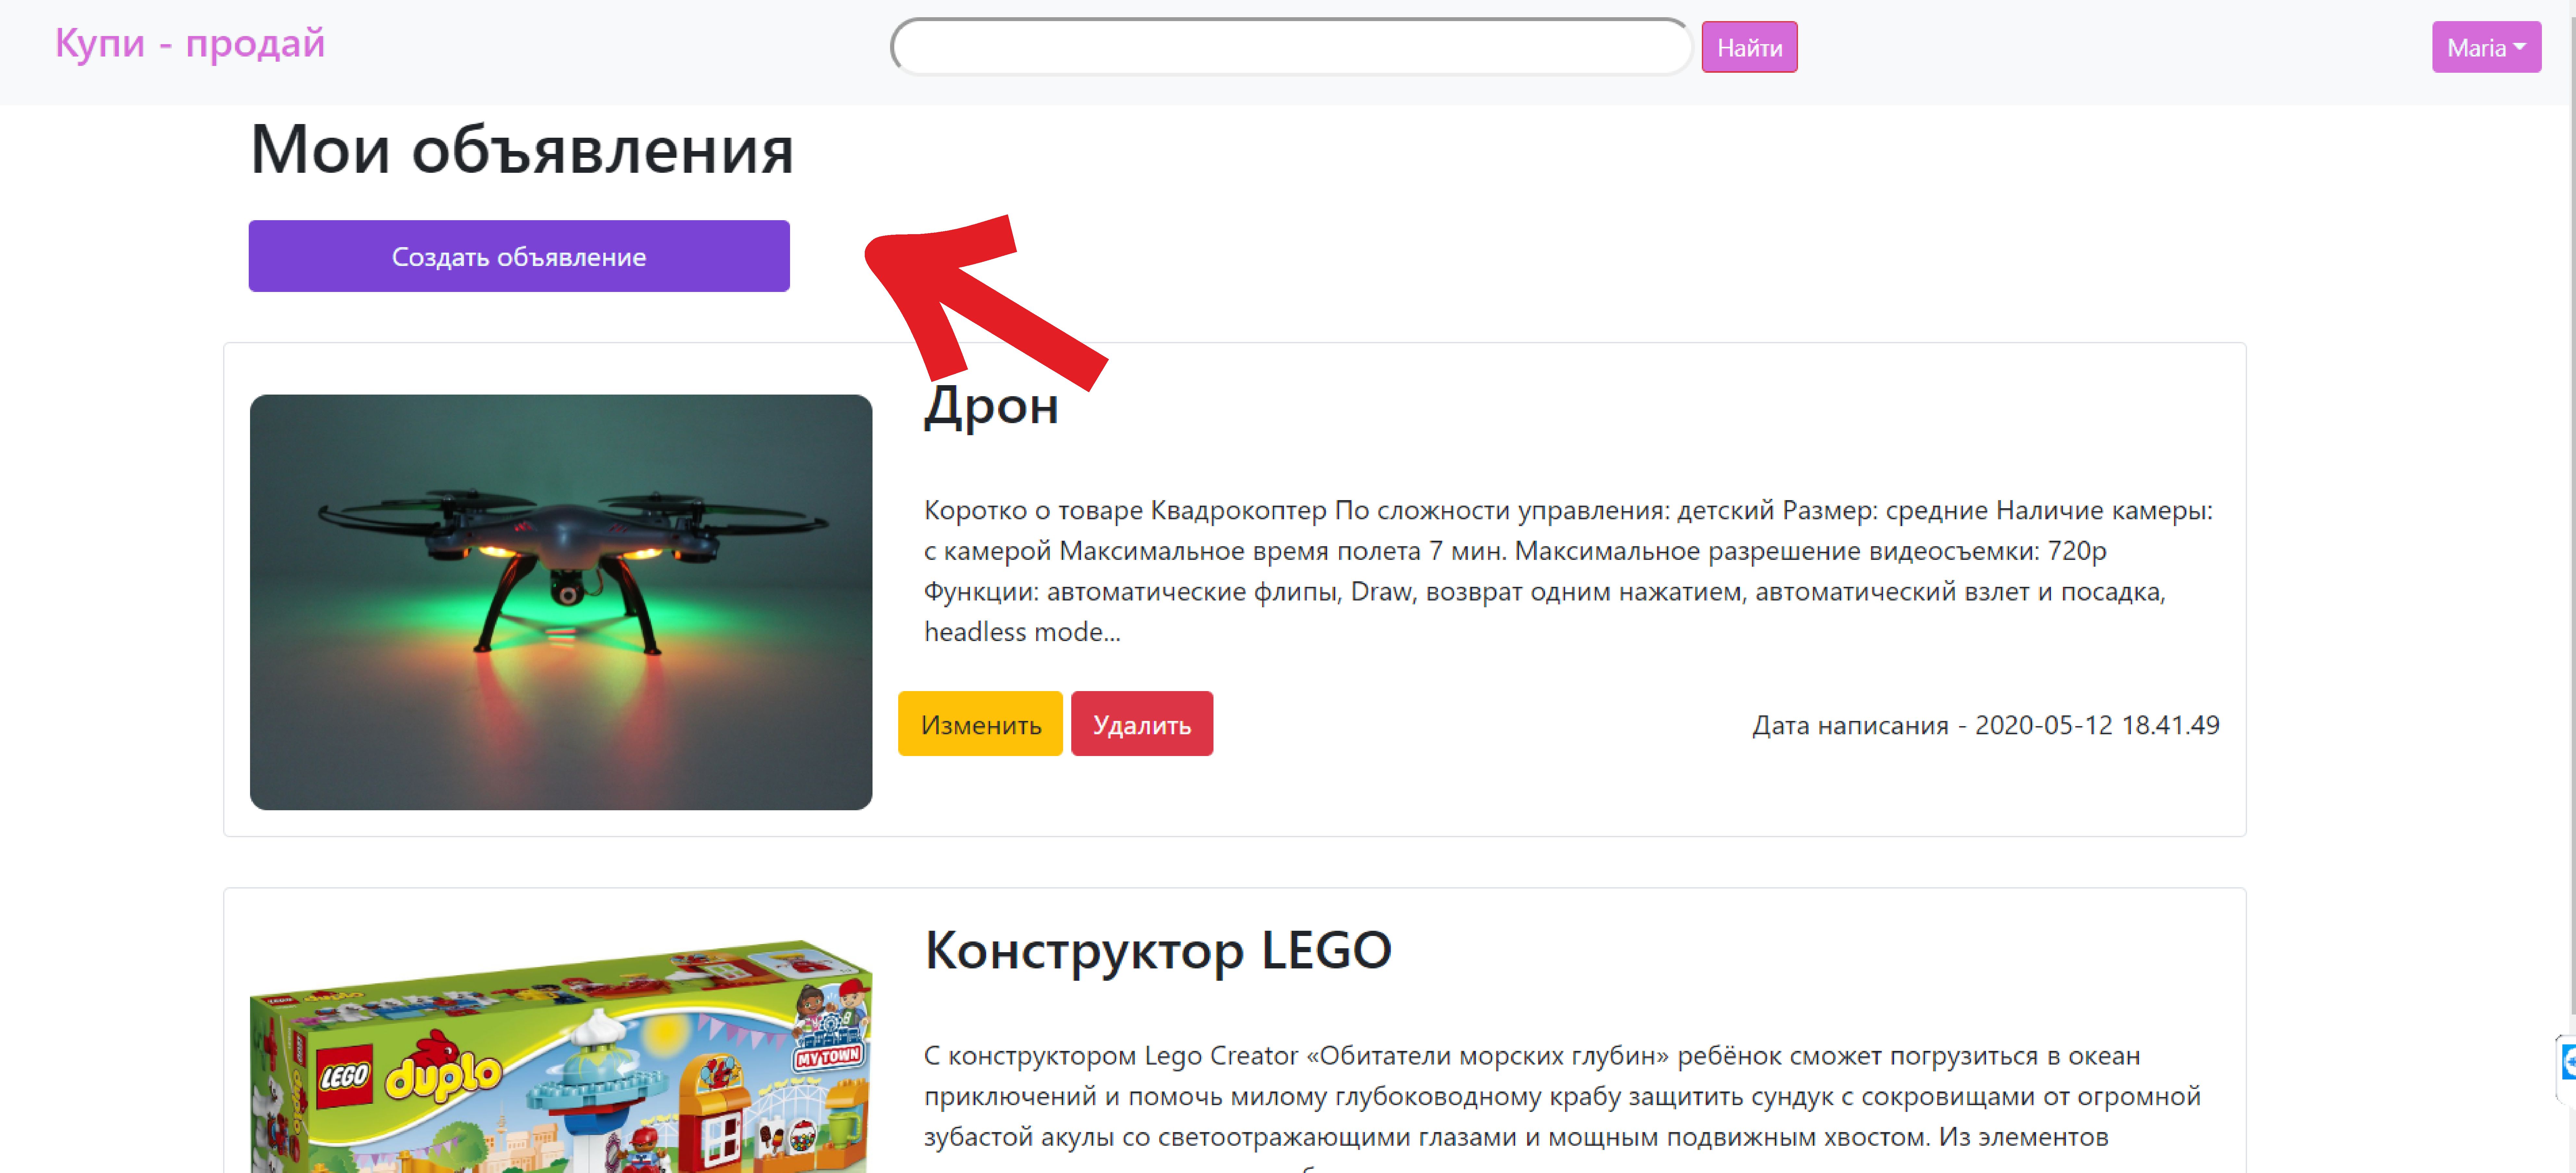 Купи - продай
Найти
Maria
Мои объявления
Создать объявление
Дрон
Коротко о товаре Квадрокоптер По сложности управления: детский Размер: средние Наличие камеры:
с камерой Максимальное время полета 7 мин. Максимальное разрешение видеосъемки: 720p
Функции: автоматические флипы, Draw, возврат одним нажатием, автоматический взлет и посадка,
headless mode...
Изменить
Удалить
Дата написания - 2020-05-12 18.41.49
Конструктор LEGO
С конструктором Lego Creator «Обитатели морских глубин» ребёнок сможет погрузиться в океан
приключений и помочь милому глубоководному крабу защитить сундук с сокровищами от огромной
зубастой акулы со светоотражающими глазами и мощным подвижным хвостом. Из элементов
LEGO duplo
MY TOWN